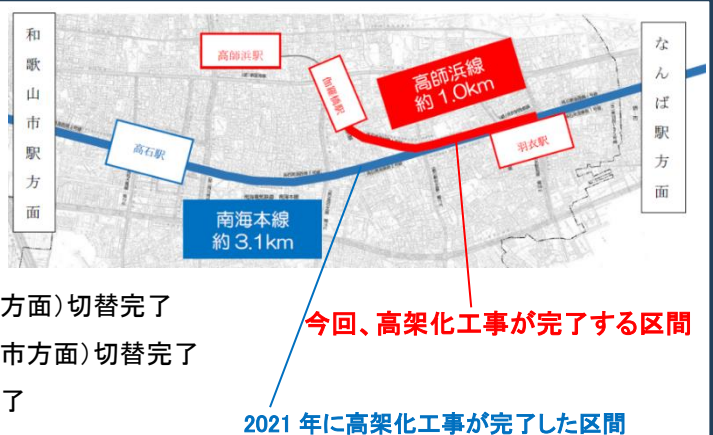 和歌山市駅方面
高師浜駅
伽羅橋駅
高師浜線
約 1.0km
なんば駅方面
羽衣駅
高石駅
南海本線
約 3.1km
方面)切替完了
市方面)切替完了
了
今回、高架化工事が完了する区間
2021 年に高架化工事が完了した区間